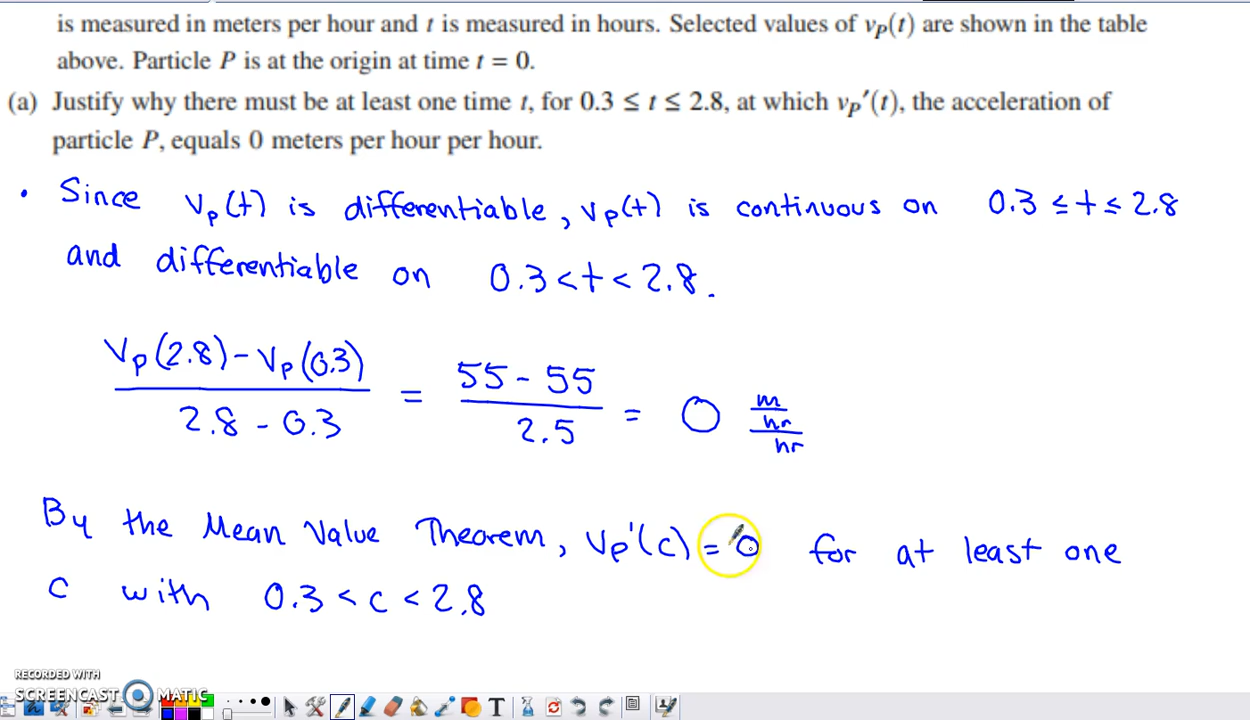 is measured in meters per hour and t is measured in hours. Selected values of vP(t) are shown in the table
above. Particle P is at the origin at time t = 0.
(a) Justify why there must be at least one time t, for 0.3 ≤ t ≤ 2.8, at which vP′(t), the acceleration of
particle P, equals 0 meters per hour per hour.
• Since Vp(t) is differentiable, Vp(t) is continuous on 0.3 ≤ t ≤ 2.8
and differentiable on 0.3 < t < 2.8.
Vp(2.8) - Vp(0.3) / 2.8 - 0.3 = 55 - 55 / 2.5 = 0 m/hr/hr
By the Mean Value Theorem, Vp'(c) = 0 for at least one
c with 0.3 < c < 2.8
RECORDED WITH
SCREENCAST MATIC
T